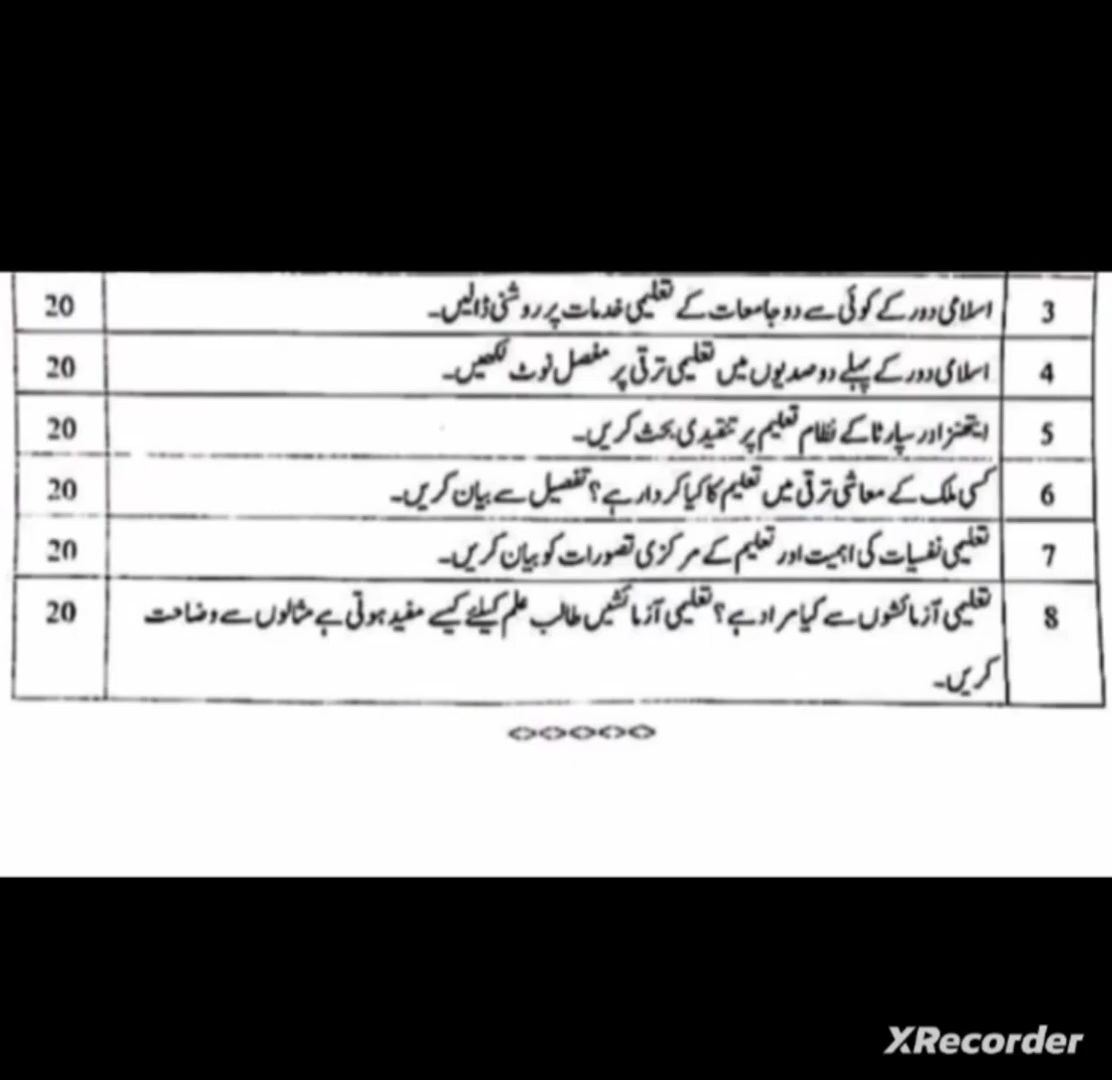 3 اسلامی دور کے کوئی سے دو جامعات کے تعلیمی خدمات پر روشنی ڈالیں۔ 20
4 اسلامی دور کے پہلے دو صدیوں میں تعلیمی ترقی پر مفصل نوٹ لکھیں۔ 20
5 ایتھنز اور سپارٹا کے نظام تعلیم پر تنقیدی بحث کریں۔ 20
6 کسی ملک کے معاشی ترقی میں تعلیم کا کیا کردار ہے؟ تفصیل سے بیان کریں۔ 20
7 تعلیمی نفسیات کی اہمیت اور تعلیم کے مرکزی تصورات کو بیان کریں۔ 20
8 تعلیمی آزمائشوں سے کیا مراد ہے؟ تعلیمی آزمائشیں طالب علم کیلئے کیسے مفید ہوتی ہے مثالوں سے وضاحت 20
کریں۔
XRecorder